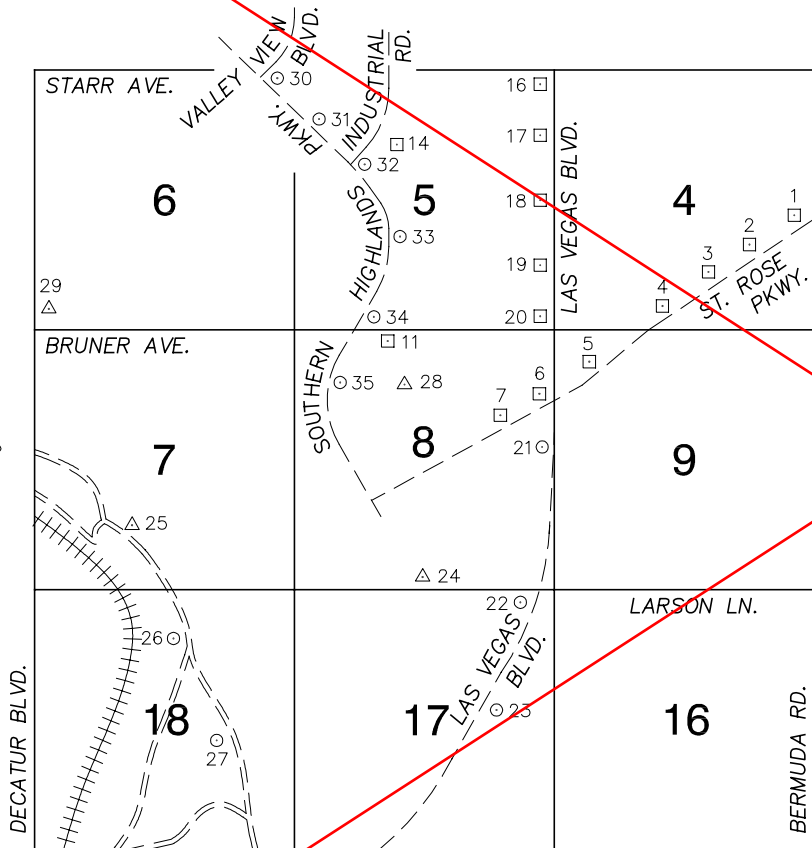 VALLEY VIEW
BLVD.
INDUSTRIAL
RD.
STARR AVE.
30
16
31
PKWY.
14
17
LAS VEGAS BLVD.
32
6
5
18
4
1
HIGHLANDS
33
2
19
3
ST. ROSE
PKWY.
29
4
34
20
BRUNER AVE.
11
5
SOUTHERN
35
28
6
7
7
8
21
9
25
24
22
LARSON LN.
26
LAS VEGAS
BLVD.
DECATUR BLVD.
18
17
23
16
BERMUDA RD.
27